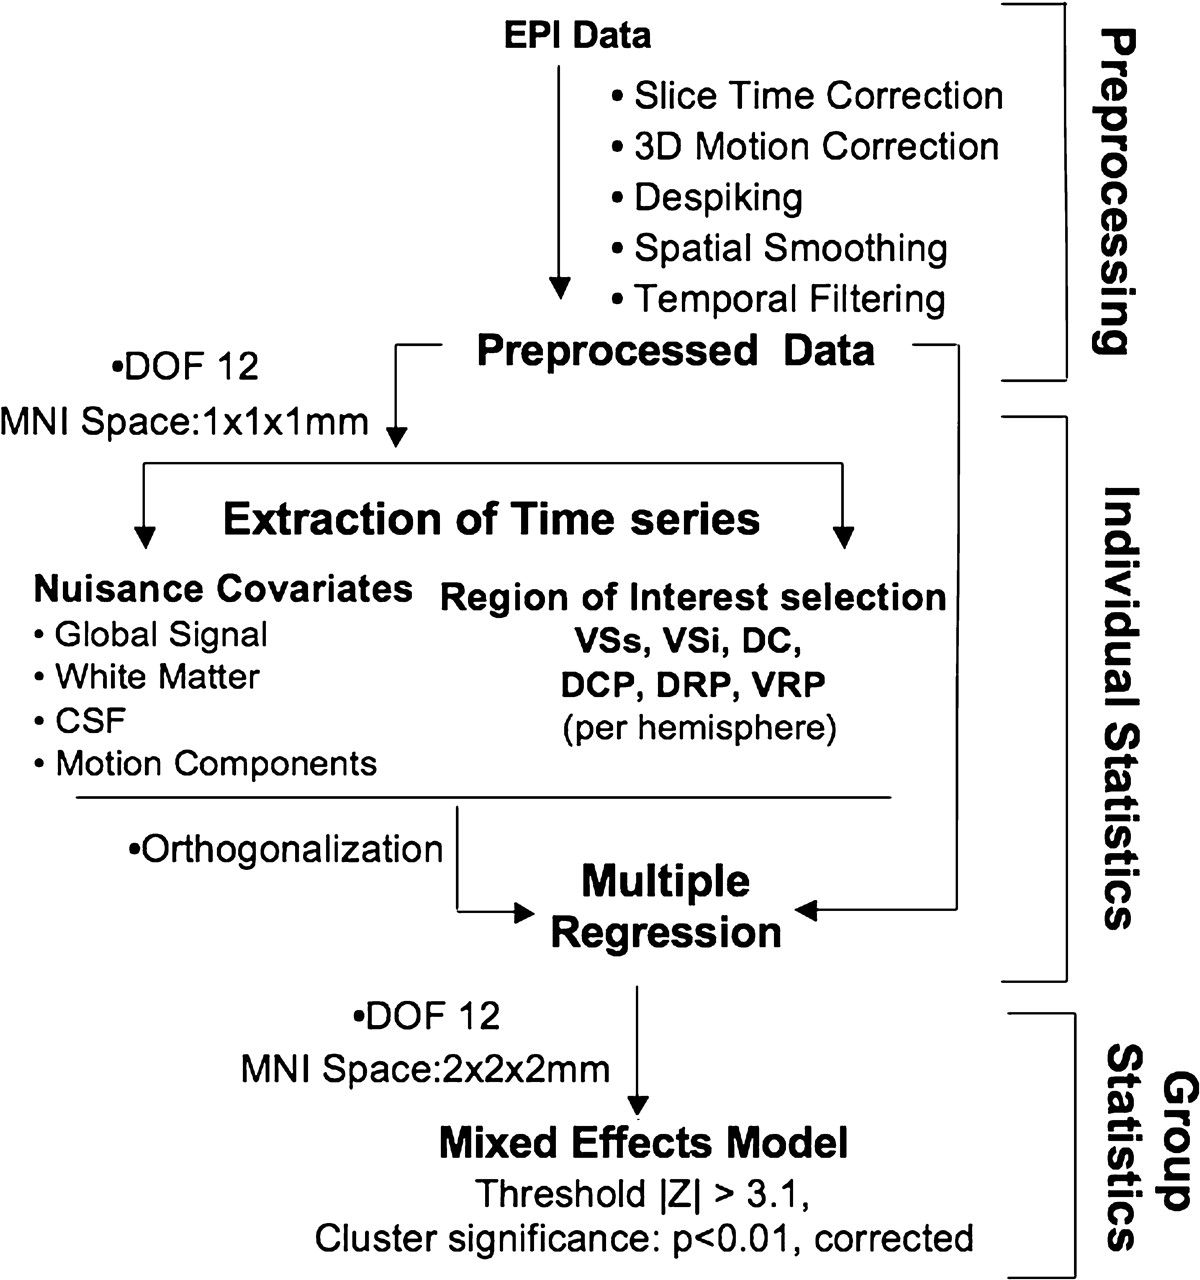 EPI Data
• Slice Time Correction
• 3D Motion Correction
• Despiking
• Spatial Smoothing
• Temporal Filtering
Preprocessing
Preprocessed Data
•DOF 12
MNI Space:1x1x1mm
Extraction of Time series
Nuisance Covariates
• Global Signal
• White Matter
• CSF
• Motion Components
Region of Interest selection
VSs, VSi, DC,
DCP, DRP, VRP
(per hemisphere)
•Orthogonalization
Multiple
Regression
Individual Statistics
•DOF 12
MNI Space:2x2x2mm
Mixed Effects Model
Threshold |Z| > 3.1,
Cluster significance: p<0.01, corrected
Group
Statistics